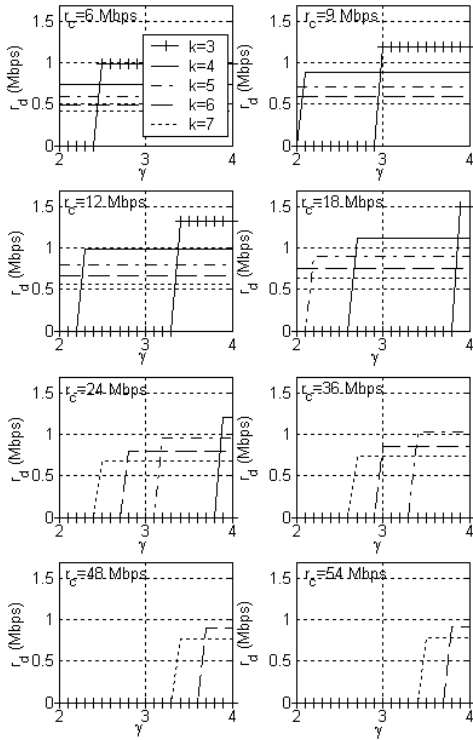 r_c=6 Mbps
r_d (Mbps)
1.5
1
0.5
0
2
3
4
γ
k=3
k=4
k=5
k=6
k=7
r_c=9 Mbps
r_d (Mbps)
1.5
1
0.5
0
2
3
4
γ
r_c=12 Mbps
r_d (Mbps)
1.5
1
0.5
0
2
3
4
γ
r_c=18 Mbps
r_d (Mbps)
1.5
1
0.5
0
2
3
4
γ
r_c=24 Mbps
r_d (Mbps)
1.5
1
0.5
0
2
3
4
γ
r_c=36 Mbps
r_d (Mbps)
1.5
1
0.5
0
2
3
4
γ
r_c=48 Mbps
r_d (Mbps)
1.5
1
0.5
0
2
3
4
γ
r_c=54 Mbps
r_d (Mbps)
1.5
1
0.5
0
2
3
4
γ